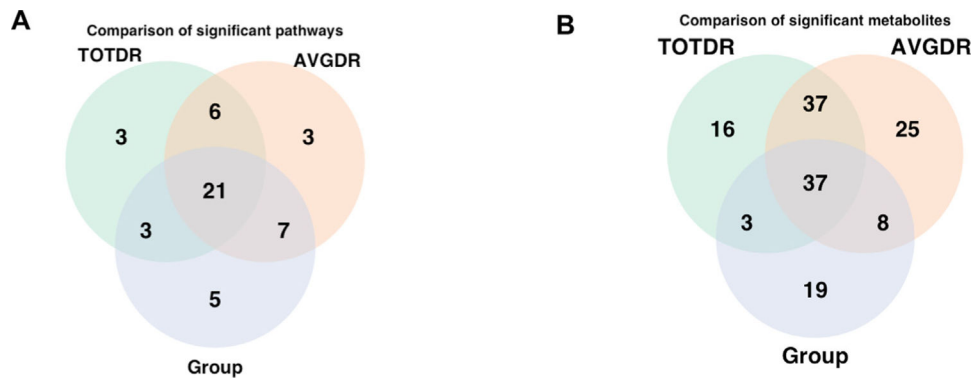 A
Comparison of significant pathways
TOTDR
AVGDR
6
3
3
21
3
7
5
Group
B
Comparison of significant metabolites
TOTDR
AVGDR
37
16
25
37
3
8
19
Group